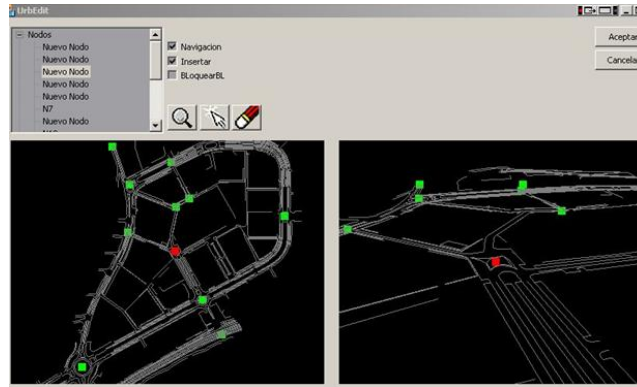 UrbEdit
Nodos
Nuevo Nodo
Nuevo Nodo
Nuevo Nodo
Nuevo Nodo
Nuevo Nodo
N7
Nuevo Nodo
Navigacion
Insertar
BLoquearBL
Aceptar
Cancela